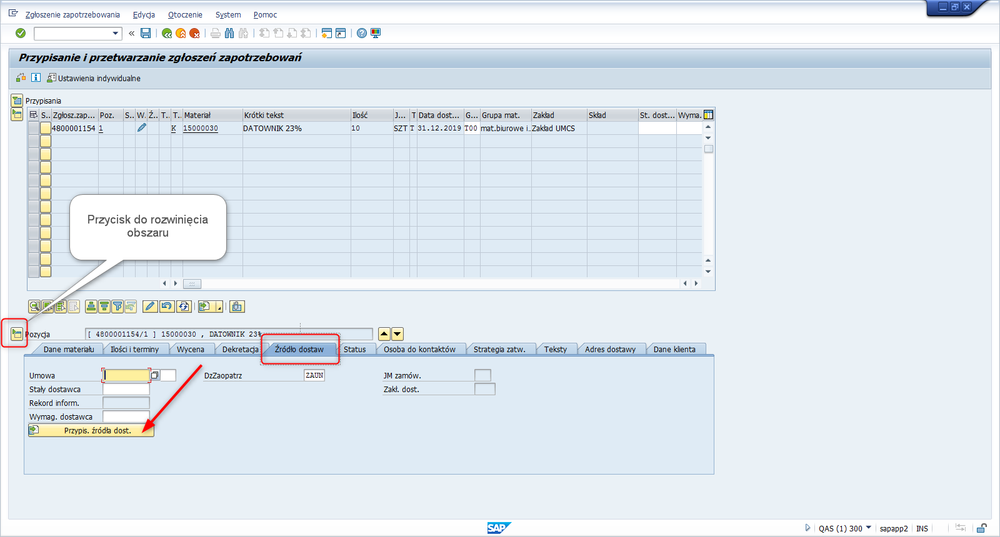 Zgłoszenie zapotrzebowania Edycja Otoczenie System Pomoc
Przypisanie i przetwarzanie zgłoszeń zapotrzebowań
Ustawienia indywidualne
Przypisania
S.. Zgłosz.zap... Poz. S.. W. Ź.. T.. T.. Materiał Krótki tekst Ilość J... T Data dost... G... Grupa mat. Zakład Skład St. dost... Wyma.
4800001154 1 K 15000030 DATOWNIK 23% 10 SZT T 31.12.2019 T00 mat.biurowe i.. Zakład UMCS
Przycisk do rozwinięcia
obszaru
Pozycja [ 4800001154/1 ] 15000030 , DATOWNIK 23%
Dane materiału Ilości i terminy Wycena Dekretacja Źródło dostaw Status Osoba do kontaktów Strategia zatw. Teksty Adres dostawy Dane klienta
Umowa DzZaopatrz ZAUN JM zamów.
Stały dostawca Zakł. dost.
Rekord inform.
Wymag. dostawca
Przypis. źródła dost.
SAP QAS (1) 300 sapapp2 INS